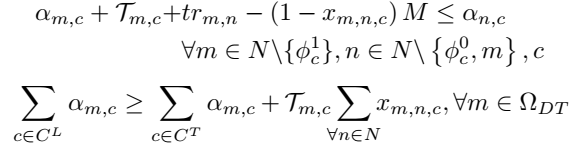 α_{m,c} + 𝒯_{m,c} + tr_{m,n} − (1 − x_{m,n,c}) M ≤ α_{n,c}
∀m ∈ N\{ϕ_c^1}, n ∈ N\ {ϕ_c^0, m} , c
∑_{c∈C^L} α_{m,c} ≥ ∑_{c∈C^T} α_{m,c} + 𝒯_{m,c} ∑_{∀n∈N} x_{m,n,c}, ∀m ∈ Ω_{DT}